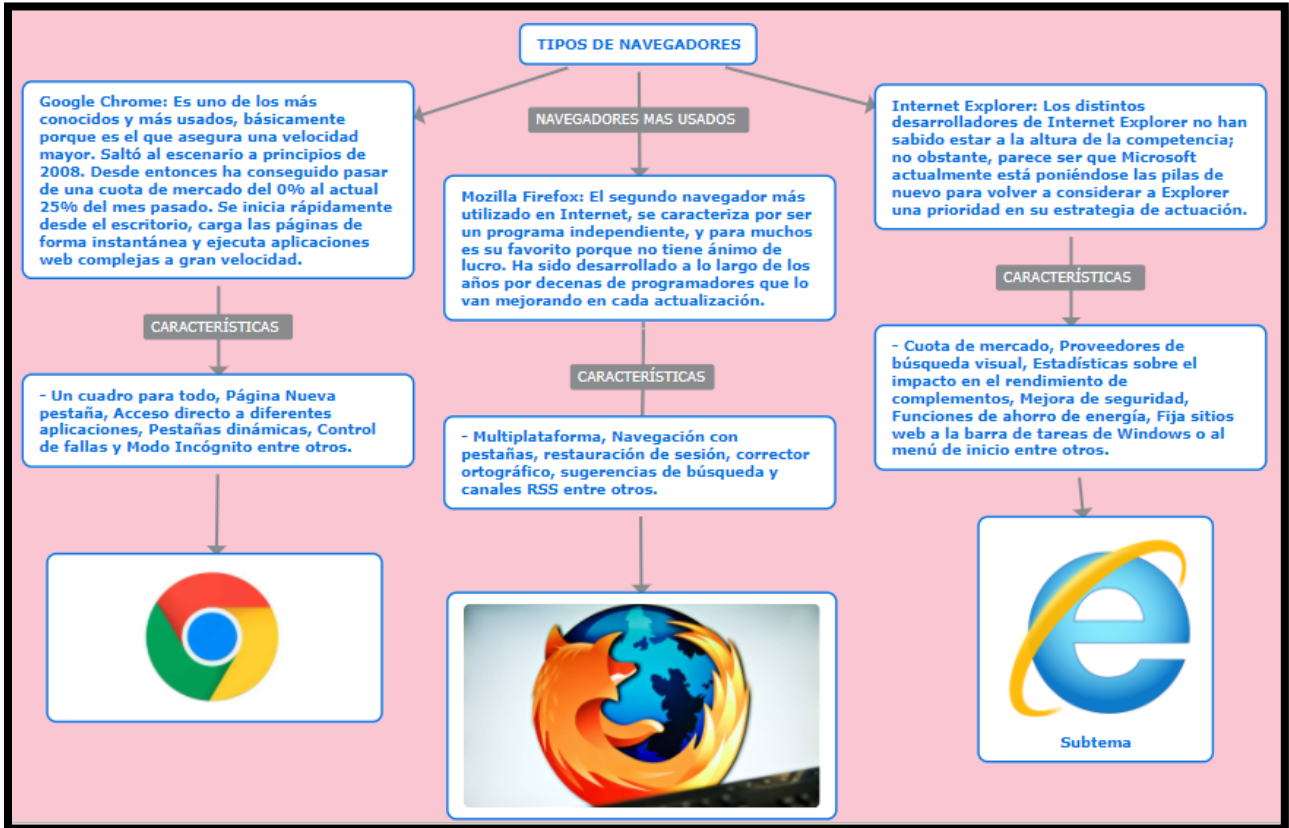 TIPOS DE NAVEGADORES
Google Chrome: Es uno de los más
conocidos y más usados, básicamente
porque es el que asegura una velocidad
mayor. Saltó al escenario a principios de
2008. Desde entonces ha conseguido pasar
de una cuota de mercado del 0% al actual
25% del mes pasado. Se inicia rápidamente
desde el escritorio, carga las páginas de
forma instantánea y ejecuta aplicaciones
web complejas a gran velocidad.
CARACTERÍSTICAS
- Un cuadro para todo, Página Nueva
pestaña, Acceso directo a diferentes
aplicaciones, Pestañas dinámicas, Control
de fallas y Modo Incógnito entre otros.
NAVEGADORES MAS USADOS
Mozilla Firefox: El segundo navegador más
utilizado en Internet, se caracteriza por ser
un programa independiente, y para muchos
es su favorito porque no tiene ánimo de
lucro. Ha sido desarrollado a lo largo de los
años por decenas de programadores que lo
van mejorando en cada actualización.
CARACTERÍSTICAS
- Multiplataforma, Navegación con
pestañas, restauración de sesión, corrector
ortográfico, sugerencias de búsqueda y
canales RSS entre otros.
Internet Explorer: Los distintos
desarrolladores de Internet Explorer no han
sabido estar a la altura de la competencia;
no obstante, parece ser que Microsoft
actualmente está poniéndose las pilas de
nuevo para volver a considerar a Explorer
una prioridad en su estrategia de actuación.
CARACTERÍSTICAS
- Cuota de mercado, Proveedores de
búsqueda visual, Estadísticas sobre el
impacto en el rendimiento de
complementos, Mejora de seguridad,
Funciones de ahorro de energía, Fija sitios
web a la barra de tareas de Windows o al
menú de inicio entre otros.
Subtema